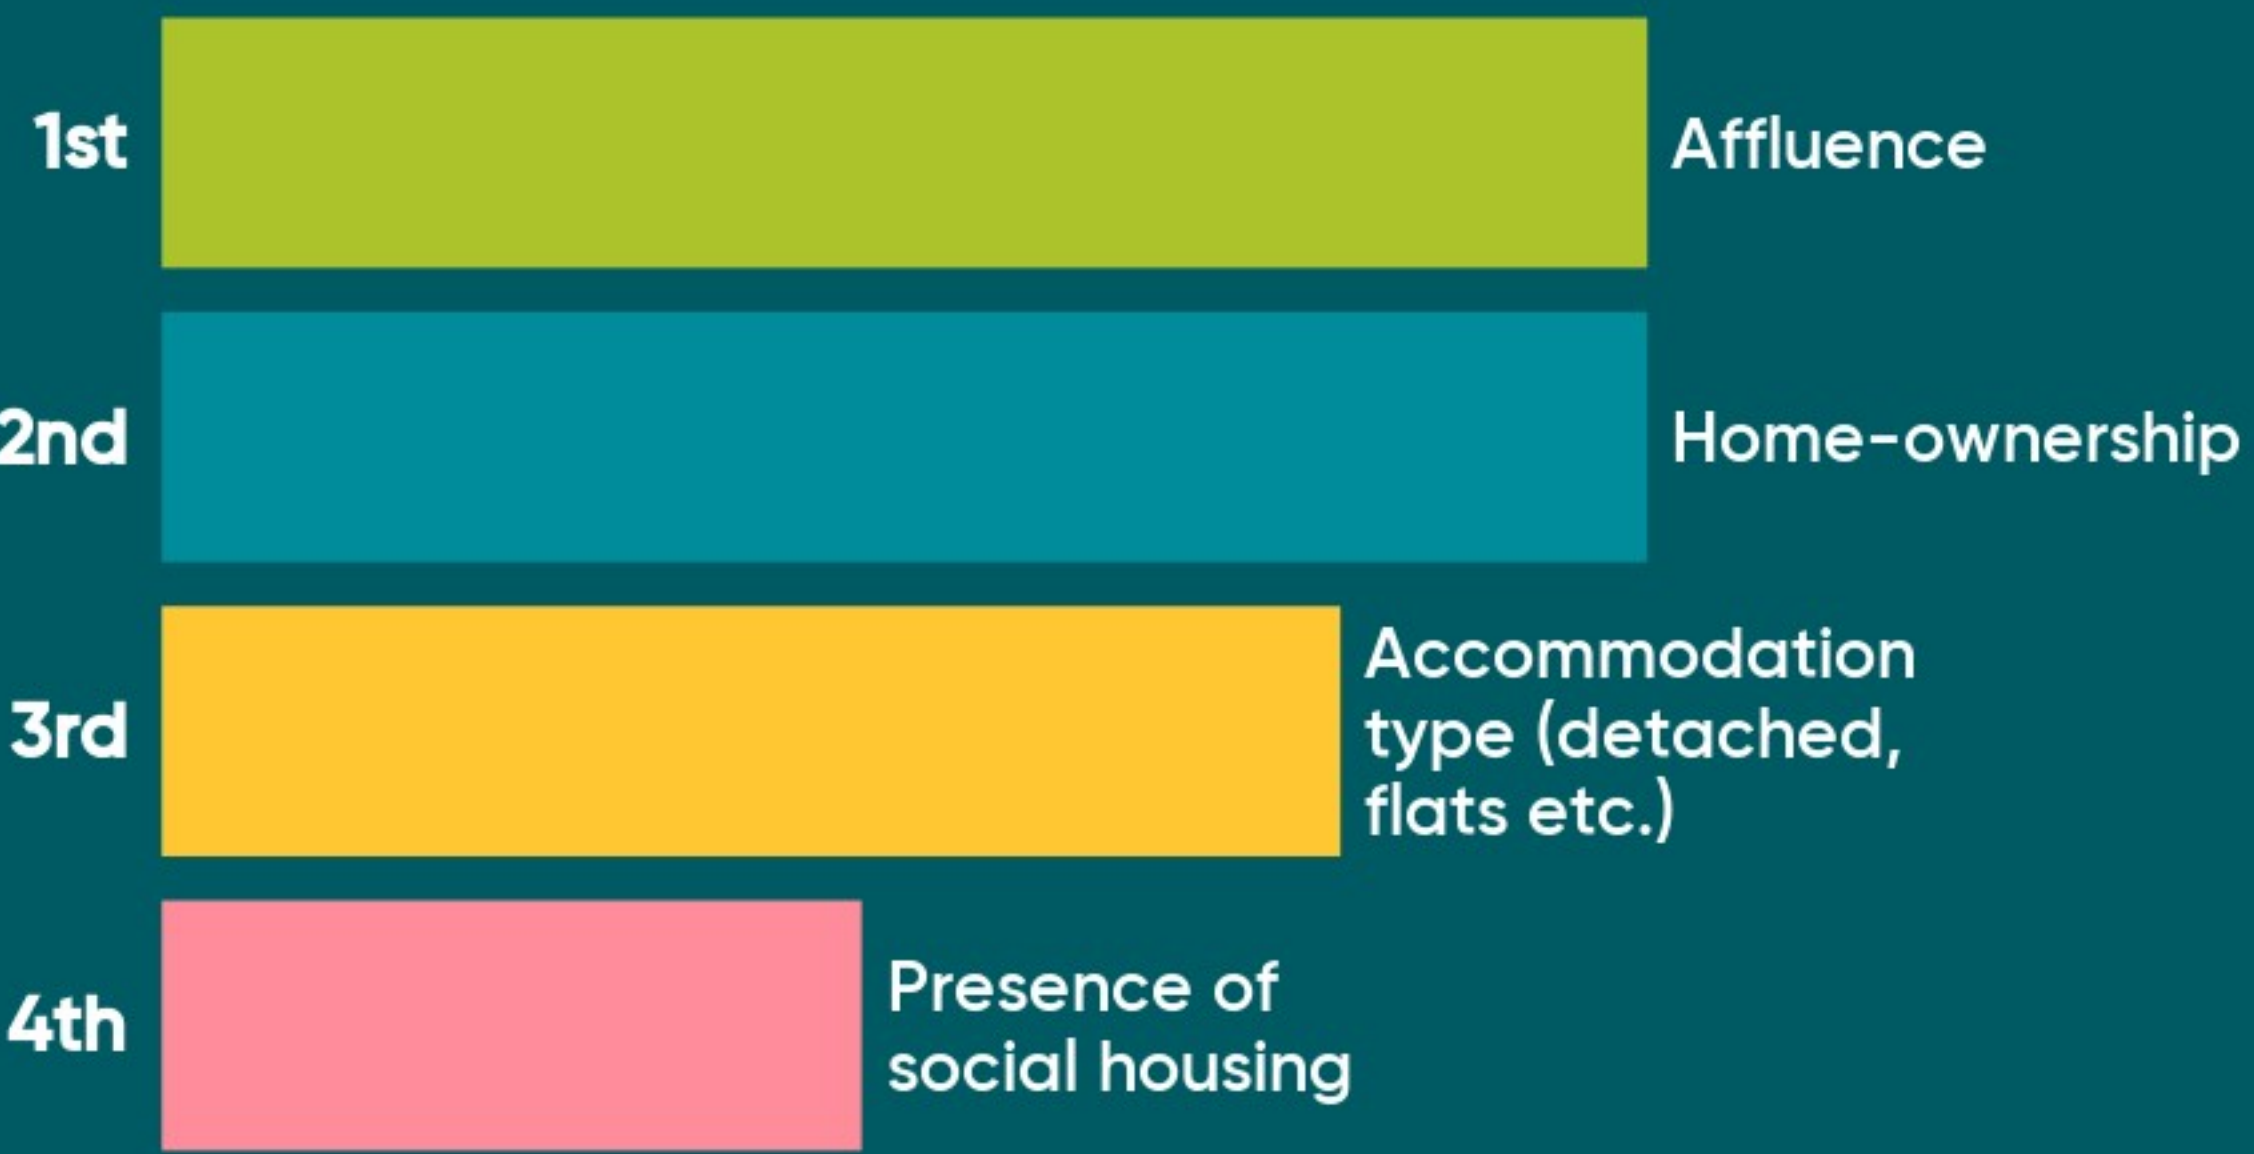 1st
Affluence
2nd
Home-ownership
3rd
Accommodation
type (detached,
flats etc.)
4th
Presence of
social housing